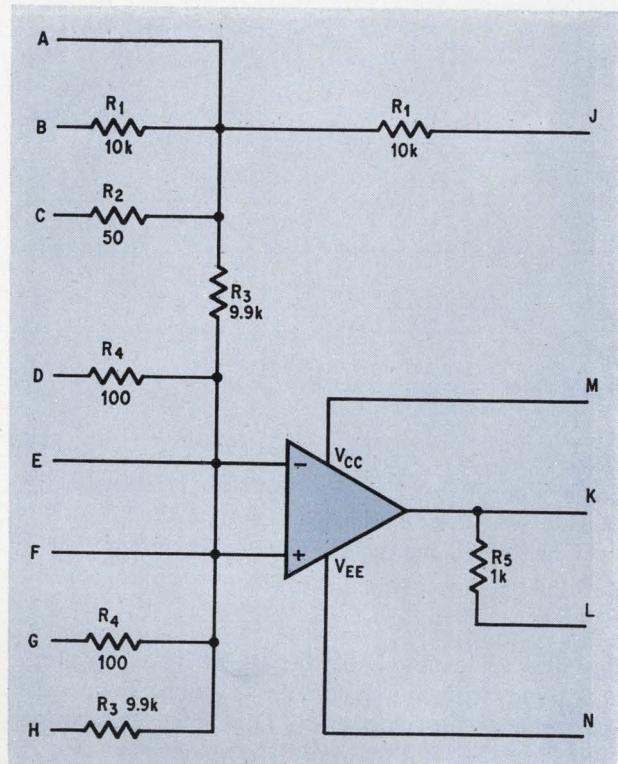 A
R1
B
10k
R1
10k
J
R2
C
50
R3
9.9k
R4
D
100
M
E
VCC
−
K
F
+
VEE
R5
1k
R4
G
100
L
H
R3 9.9k
N